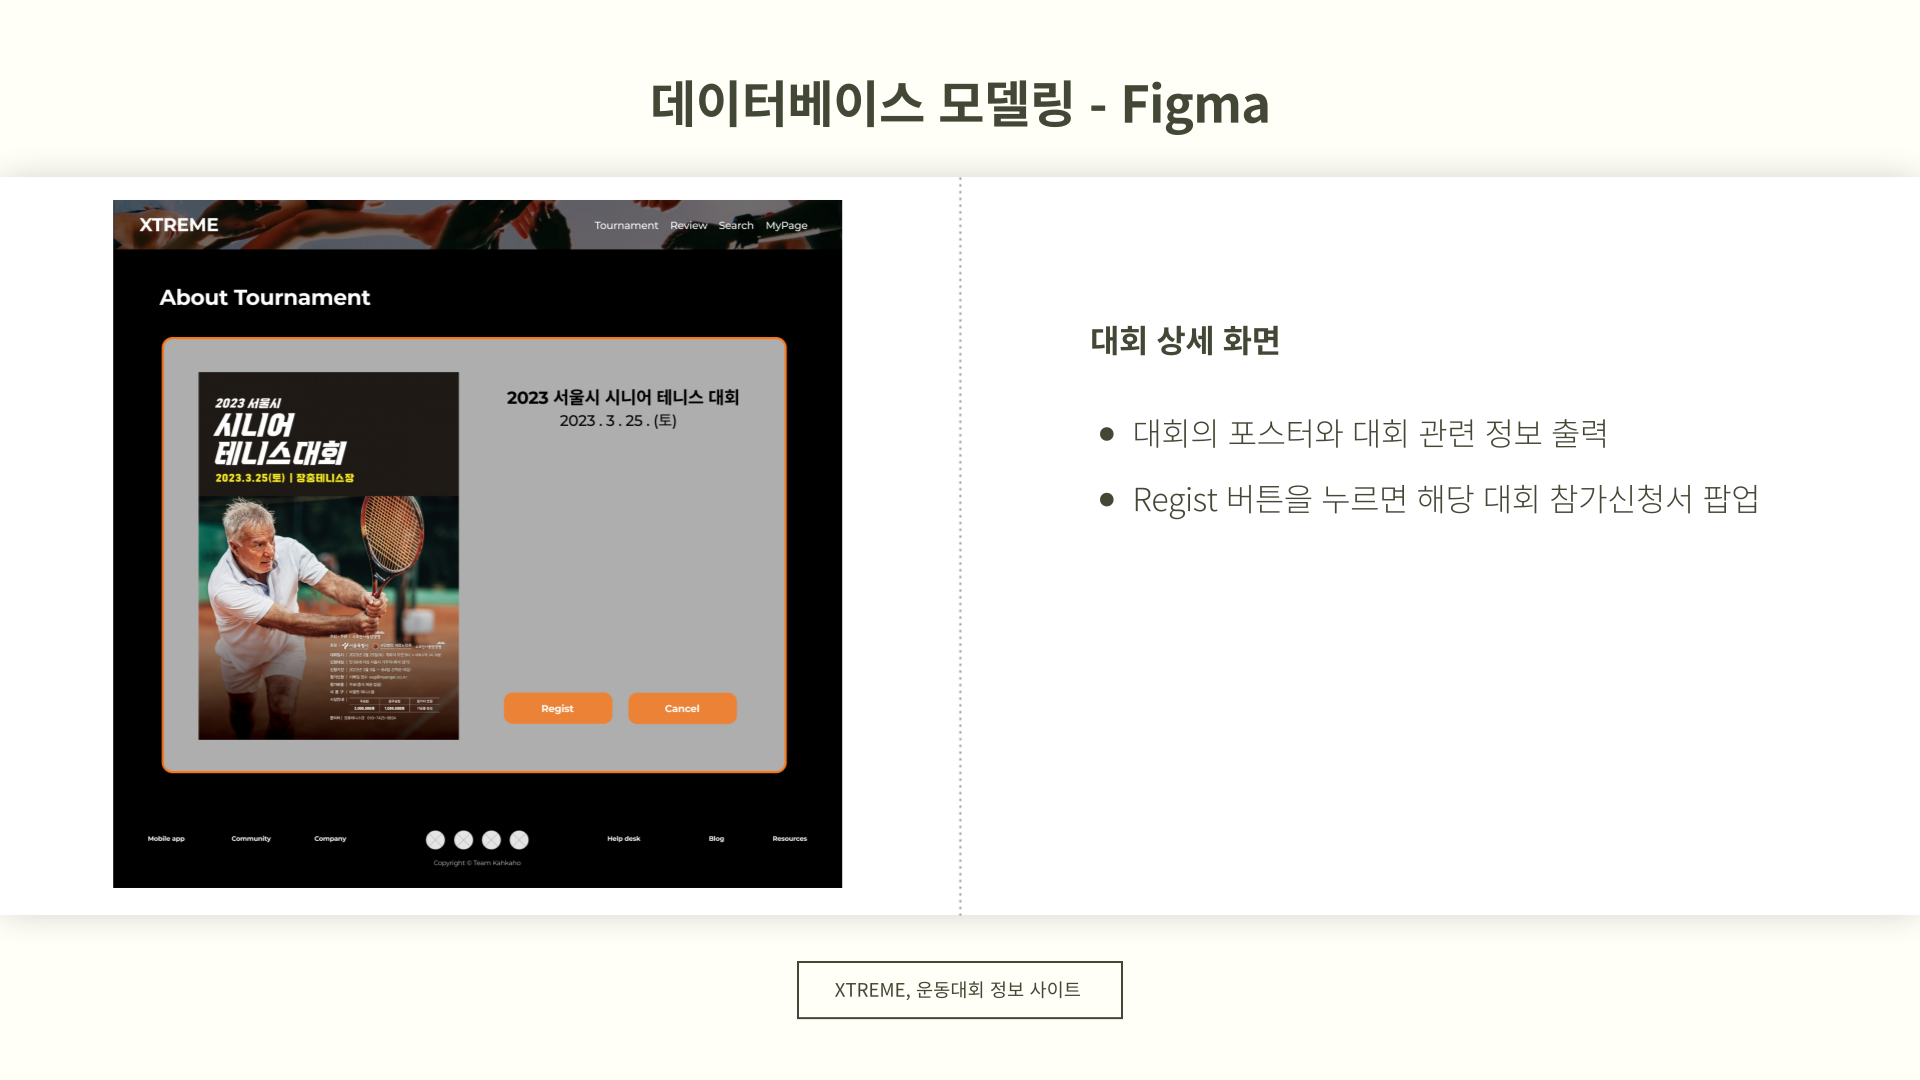 데이터베이스 모델링 - Figma
XTREME
Tournament Review Search MyPage
About Tournament
2023 서울시
시니어
테니스대회
2023.3.25(토) | 장충테니스장
2023 서울시 시니어 테니스 대회
2023 . 3 . 25 . (토)
Regist
Cancel
Mobile app
Community
Company
Help desk
Blog
Resources
Copyright © Team Kahkaho
대회 상세 화면
● 대회의 포스터와 대회 관련 정보 출력
● Regist 버튼을 누르면 해당 대회 참가신청서 팝업
XTREME, 운동대회 정보 사이트